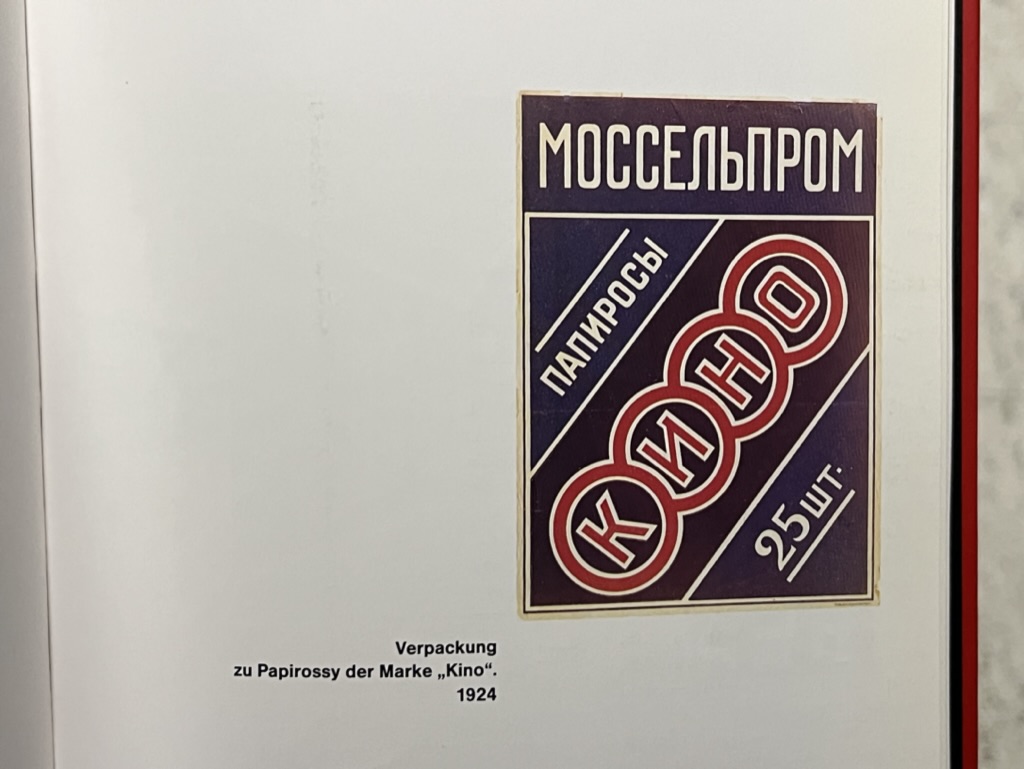 МОССЕЛЬПРОМ
ПАПИРОСЫ
КИНО
25 ШТ.
Verpackung
zu Papirossy der Marke „Kino“.
1924